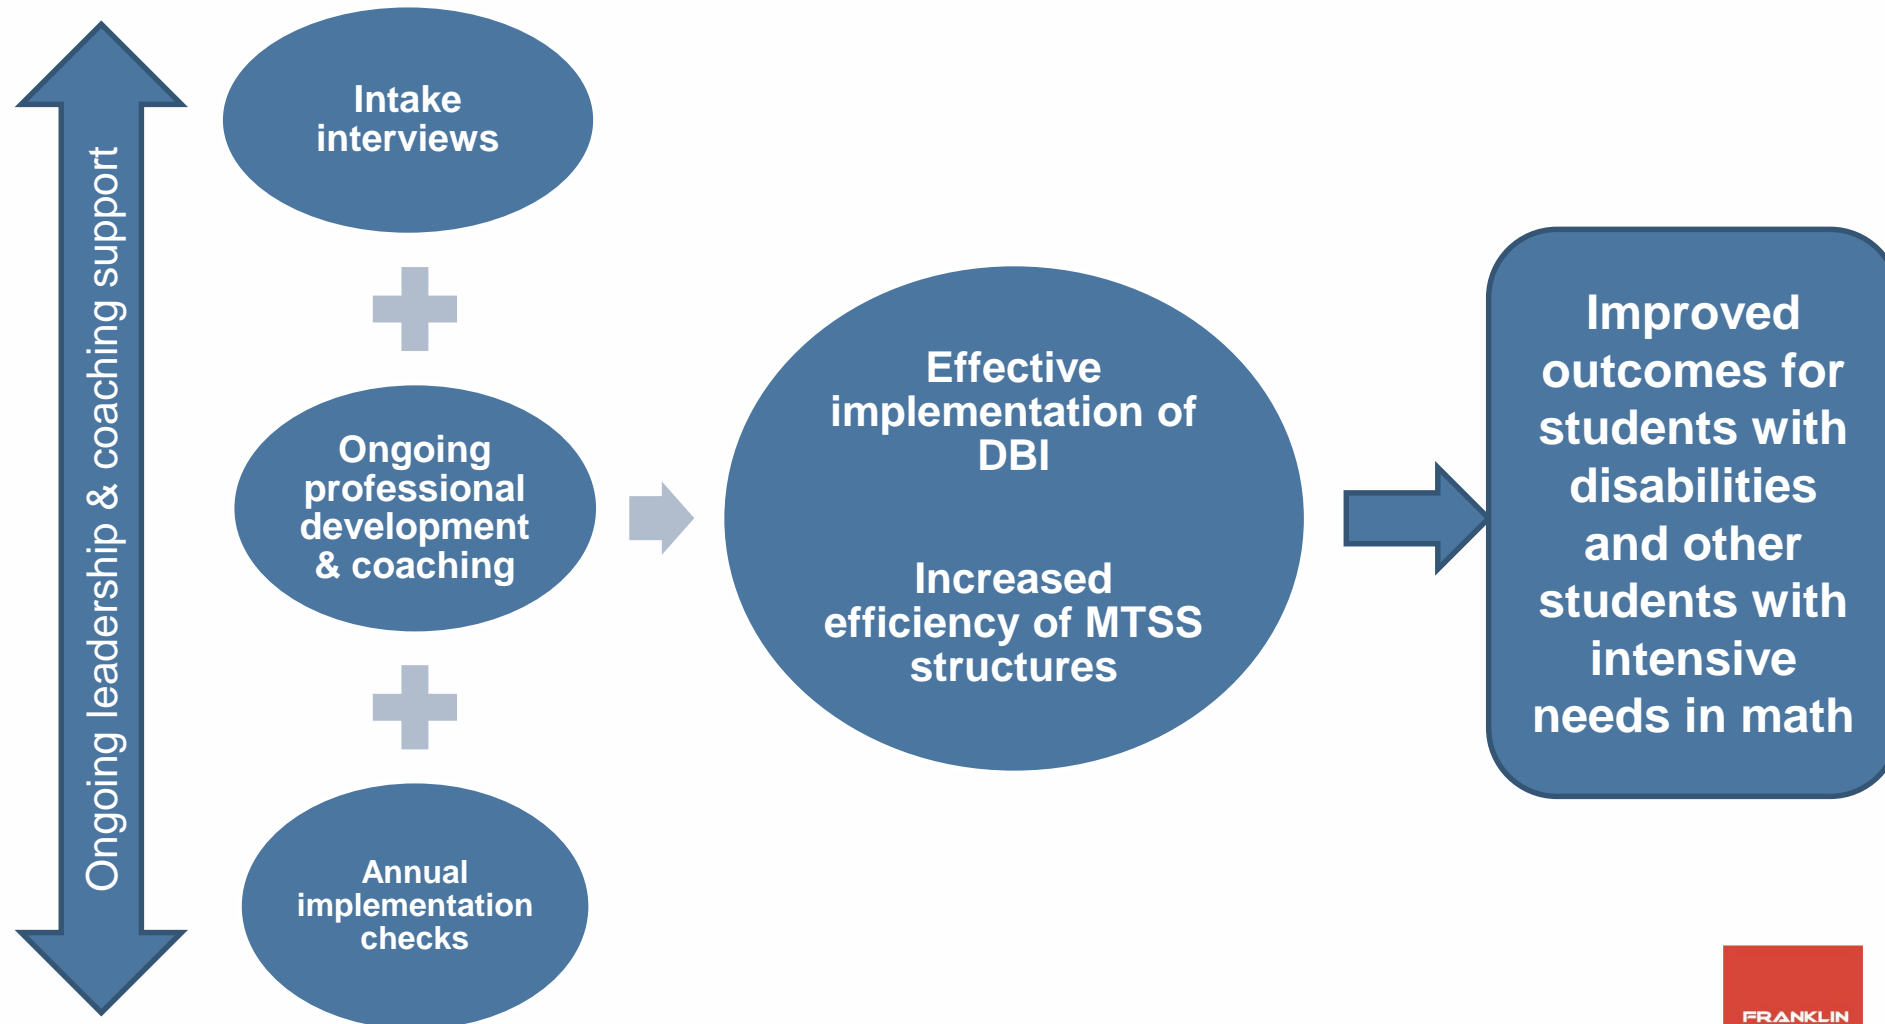 Ongoing leadership & coaching support
Intake
interviews
Ongoing
professional
development
& coaching
Annual
implementation
checks
Effective
implementation of
DBI
Increased
efficiency of MTSS
structures
Improved
outcomes for
students with
disabilities
and other
students with
intensive
needs in math
FRANKLIN